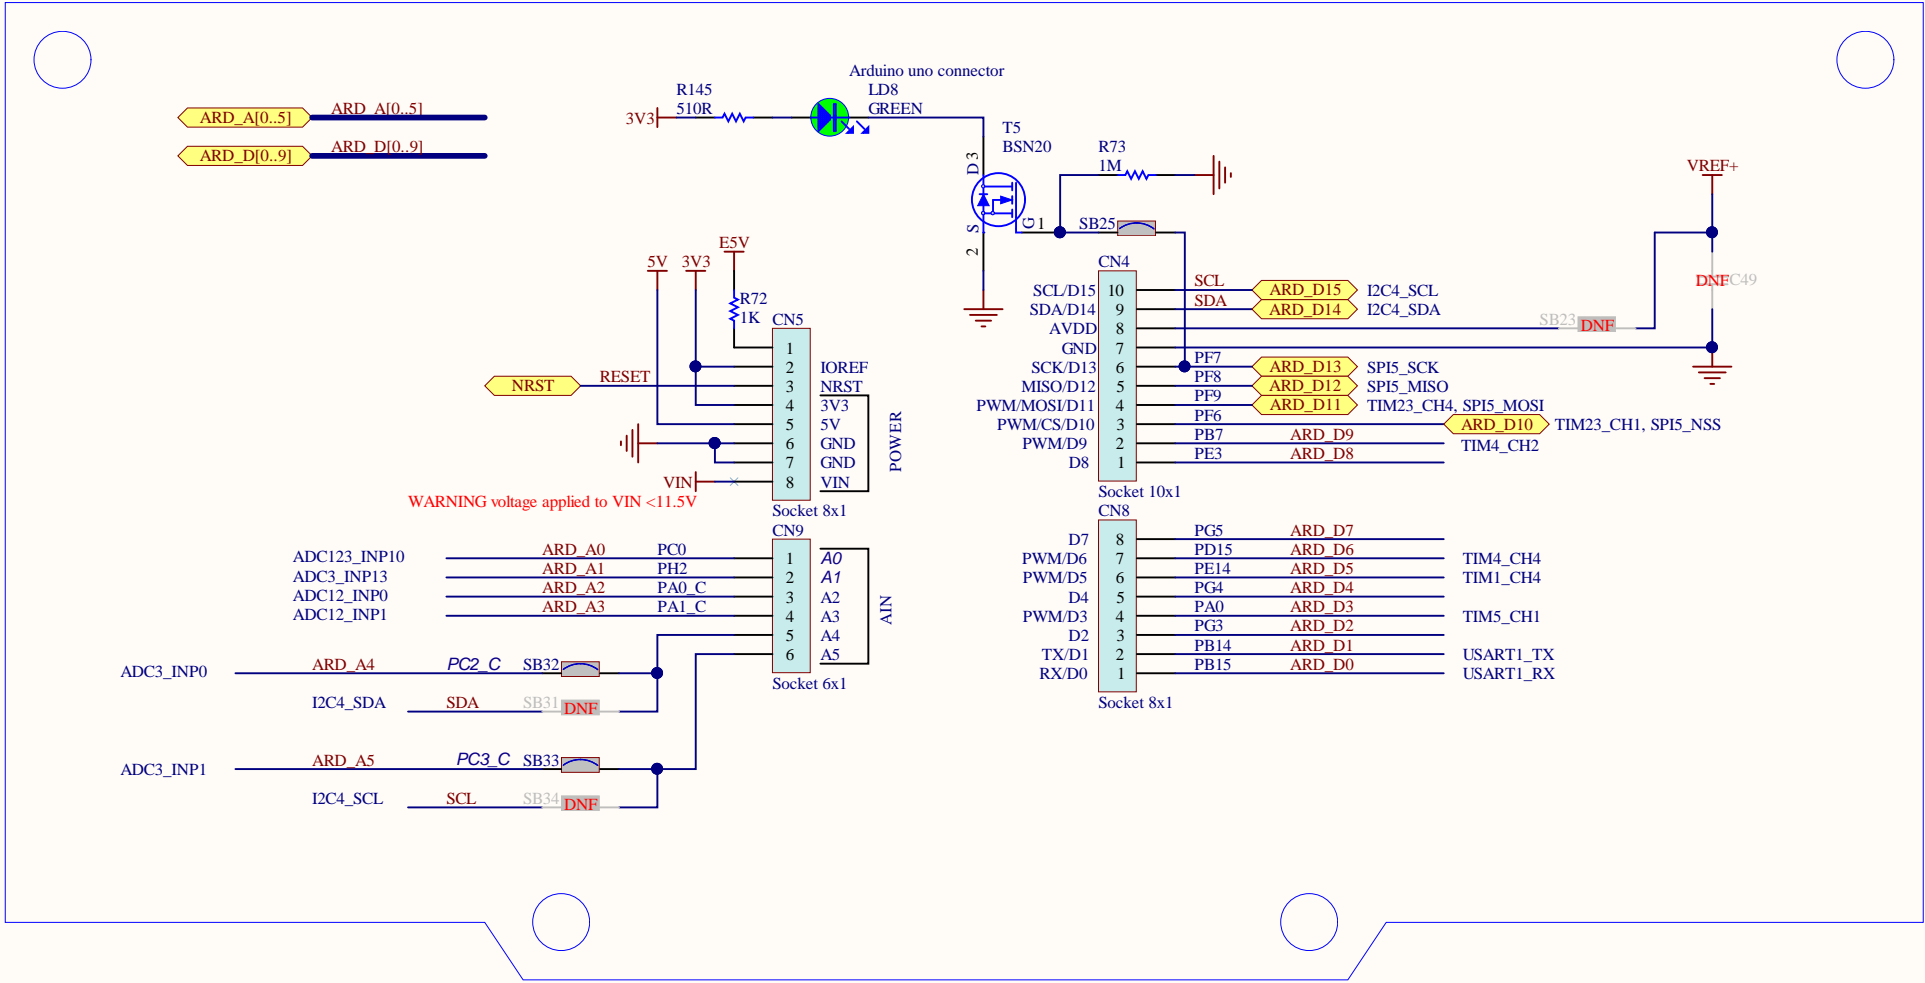 Arduino uno connector
ARD_A[0..5]
ARD_A[0..5]
ARD_D[0..9]
ARD_D[0..9]
3V3
R145
510R
LD8
GREEN
T5
BSN20
D 3
S 2
G 1
R73
1M
SB25
VREF+
DNF C49
SB23 DNF
E5V
5V
3V3
R72
1K
CN5
1
2 IOREF
NRST RESET 3 NRST
4 3V3
5 5V
6 GND
7 GND
VIN 8 VIN
POWER
WARNING voltage applied to VIN <11.5V
Socket 8x1
CN9
ADC123_INP10 ARD_A0 PC0 1 A0
ADC3_INP13 ARD_A1 PH2 2 A1
ADC12_INP0 ARD_A2 PA0_C 3 A2
ADC12_INP1 ARD_A3 PA1_C 4 A3
5 A4
6 A5
AIN
Socket 6x1
ADC3_INP0 ARD_A4 PC2_C SB32
I2C4_SDA SDA SB31 DNF
ADC3_INP1 ARD_A5 PC3_C SB33
I2C4_SCL SCL SB34 DNF
CN4
SCL/D15 10 SCL ARD_D15 I2C4_SCL
SDA/D14 9 SDA ARD_D14 I2C4_SDA
AVDD 8
GND 7
SCK/D13 6 PF7 ARD_D13 SPI5_SCK
MISO/D12 5 PF8 ARD_D12 SPI5_MISO
PWM/MOSI/D11 4 PF9 ARD_D11 TIM23_CH4, SPI5_MOSI
PWM/CS/D10 3 PF6 ARD_D10 TIM23_CH1, SPI5_NSS
PWM/D9 2 PB7 ARD_D9 TIM4_CH2
D8 1 PE3 ARD_D8
Socket 10x1
CN8
D7 8 PG5 ARD_D7
PWM/D6 7 PD15 ARD_D6 TIM4_CH4
PWM/D5 6 PE14 ARD_D5 TIM1_CH4
D4 5 PG4 ARD_D4
PWM/D3 4 PA0 ARD_D3 TIM5_CH1
D2 3 PG3 ARD_D2
TX/D1 2 PB14 ARD_D1 USART1_TX
RX/D0 1 PB15 ARD_D0 USART1_RX
Socket 8x1